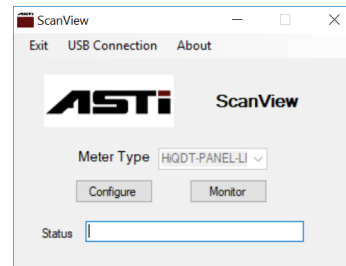 ScanView
Exit USB Connection About
ASTi ScanView
Meter Type HiQDT-PANEL-LI
Configure Monitor
Status